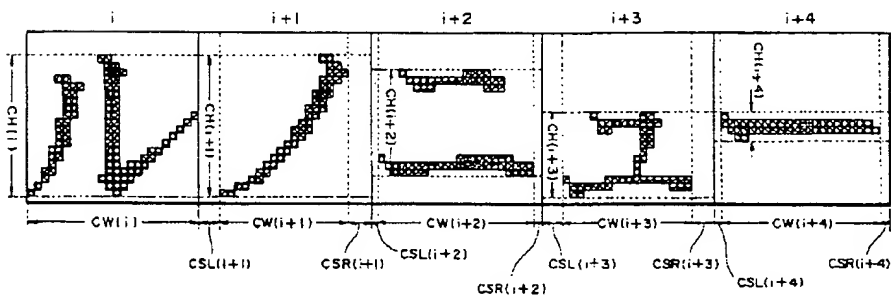 i i+1 i+2 i+3 i+4
CH(i) CH(i+1) CH(i+2) CH(i+3) CH(i+4)
CW(i) CW(i+1) CW(i+2) CW(i+3) CW(i+4)
CSL(i+1) CSR(i+1) CSL(i+2) CSR(i+2) CSL(i+3) CSR(i+3) CSL(i+4) CSR(i+4)